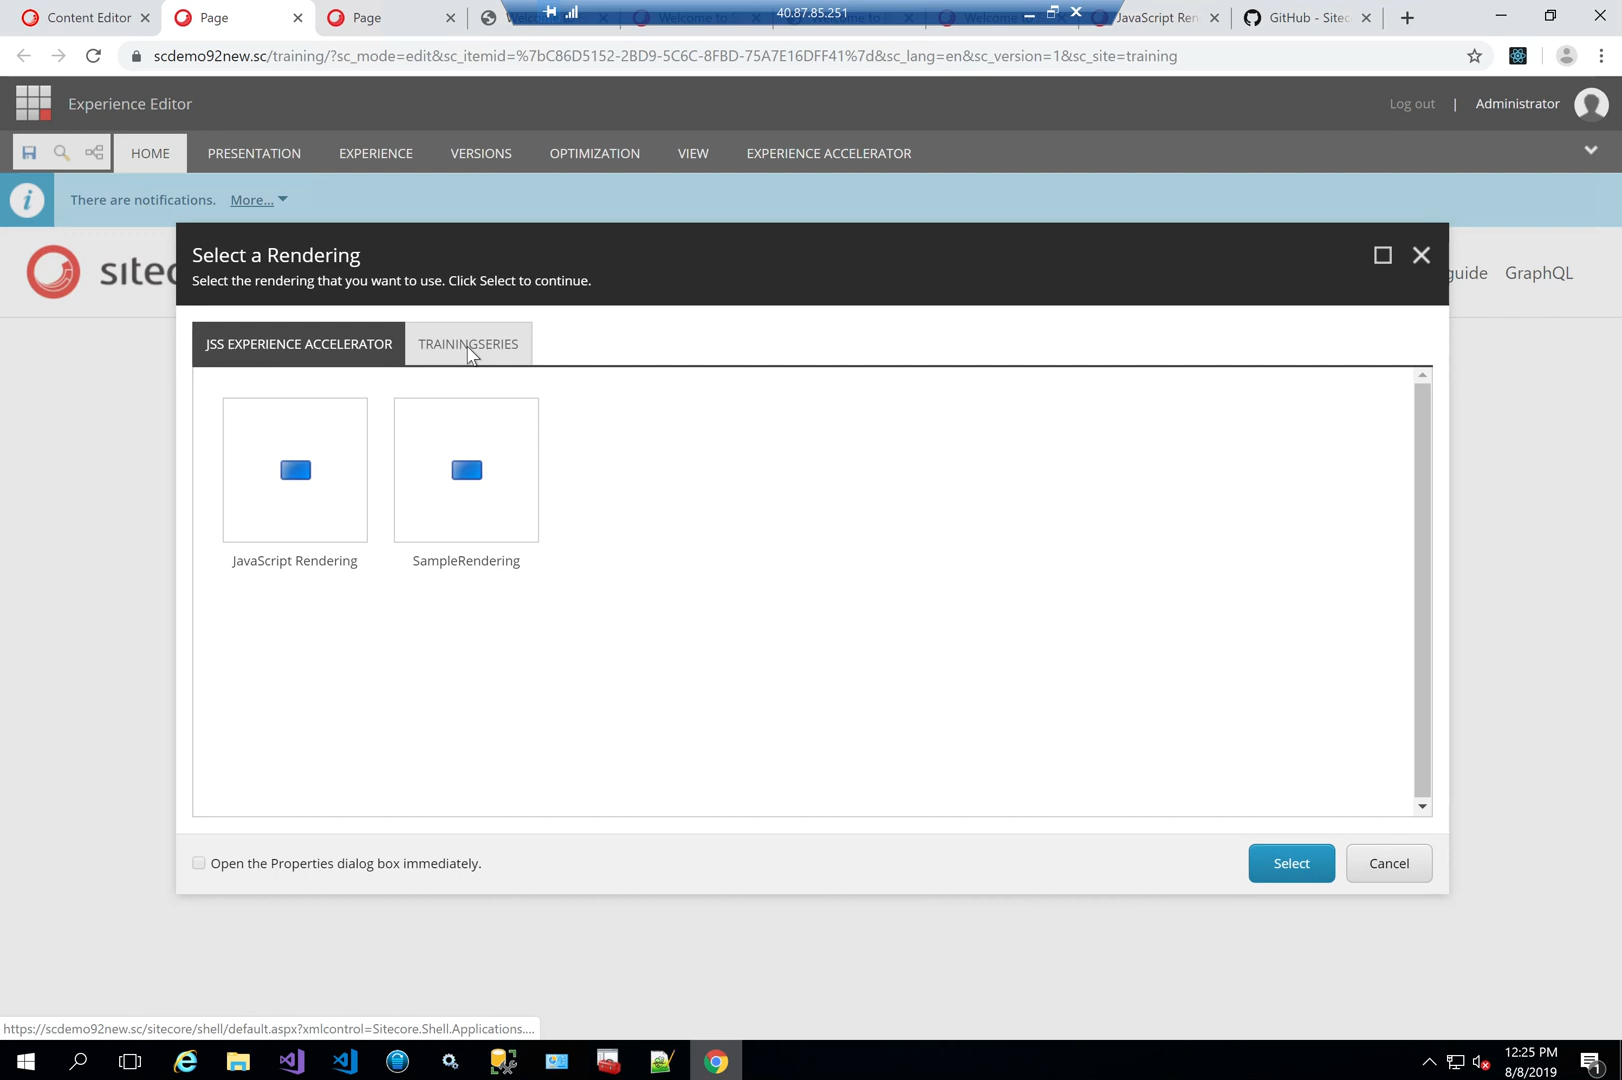 Content Editor
Page
Page
40.87.85.251
JavaScript Ren
GitHub - Sitec
scdemo92new.sc/training/?sc_mode=edit&sc_itemid=%7bC86D5152-2BD9-5C6C-8FBD-75A7E16DFF41%7d&sc_lang=en&sc_version=1&sc_site=training
Experience Editor
Log out | Administrator
HOME PRESENTATION EXPERIENCE VERSIONS OPTIMIZATION VIEW EXPERIENCE ACCELERATOR
There are notifications. More...
sitec
guide GraphQL
Select a Rendering
Select the rendering that you want to use. Click Select to continue.
JSS EXPERIENCE ACCELERATOR TRAININGSERIES
JavaScript Rendering SampleRendering
Open the Properties dialog box immediately.
Select Cancel
https://scdemo92new.sc/sitecore/shell/default.aspx?xmlcontrol=Sitecore.Shell.Applications....
12:25 PM
8/8/2019
1